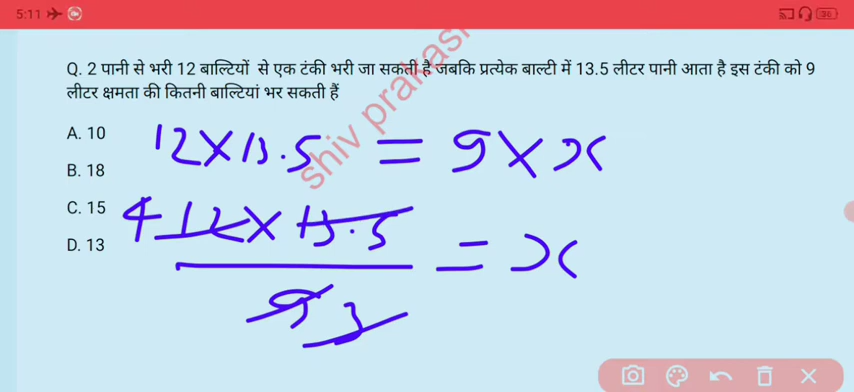 5:11
36
Q. 2 पानी से भरी 12 बाल्टियों से एक टंकी भरी जा सकती है जबकि प्रत्येक बाल्टी में 13.5 लीटर पानी आता है इस टंकी को 9
लीटर क्षमता की कितनी बाल्टियां भर सकती हैं
A. 10
B. 18
C. 15
D. 13
shiv prakash
12 × 13.5 = 9 × x
4 12 × 13.5 = x
9 3